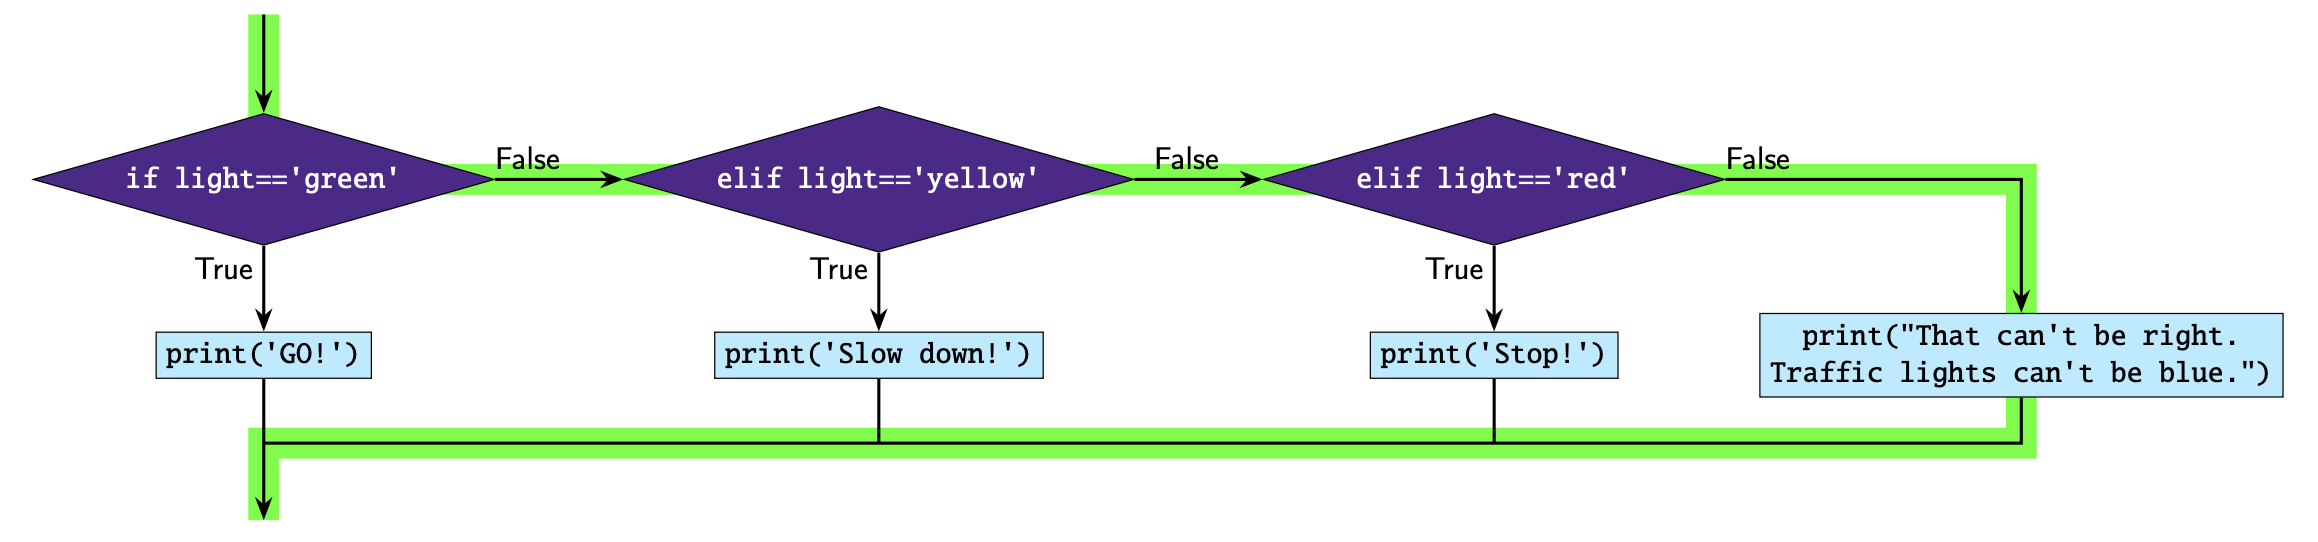 False
False
False
if light=='green'
elif light=='yellow'
elif light=='red'
True
True
True
print('GO!')
print('Slow down!')
print('Stop!')
print("That can't be right.
Traffic lights can't be blue.")